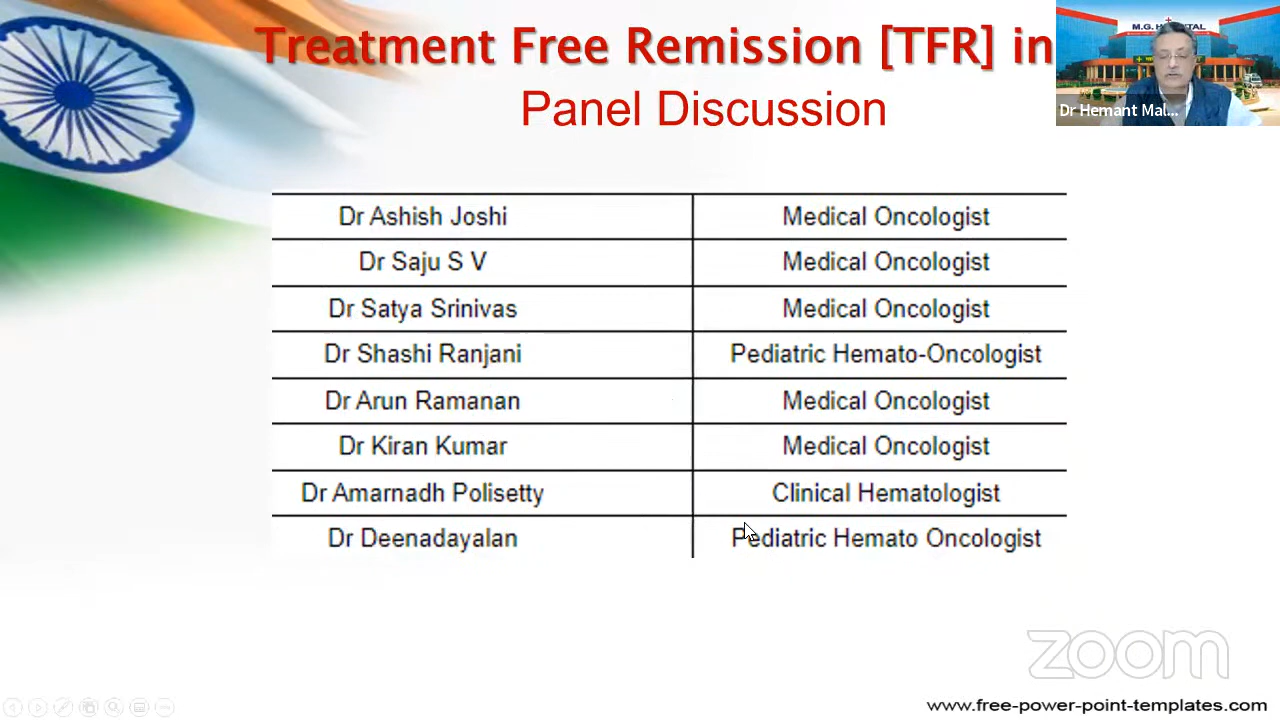 Treatment Free Remission [TFR] in
Panel Discussion
M.G. H
Dr Hemant Mal...
Dr Ashish Joshi Medical Oncologist
Dr Saju S V Medical Oncologist
Dr Satya Srinivas Medical Oncologist
Dr Shashi Ranjani Pediatric Hemato-Oncologist
Dr Arun Ramanan Medical Oncologist
Dr Kiran Kumar Medical Oncologist
Dr Amarnadh Polisetty Clinical Hematologist
Dr Deenadayalan Pediatric Hemato Oncologist
zoom
www.free-power-point-templates.com